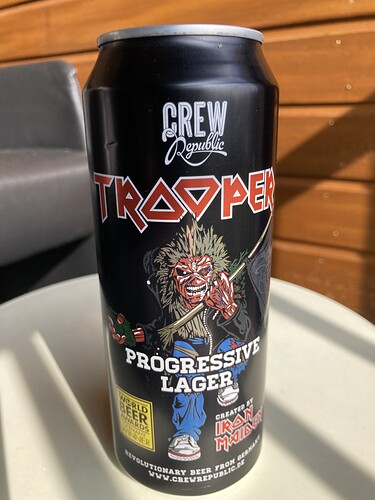 CREW
Republic
TROOPER
PROGRESSIVE
LAGER
WORLD
BEER
AWARDS
WINNER
CREATED BY
IRON
MAIDEN
REVOLUTIONARY BEER FROM GERMANY
WWW.CREWREPUBLIC.DE